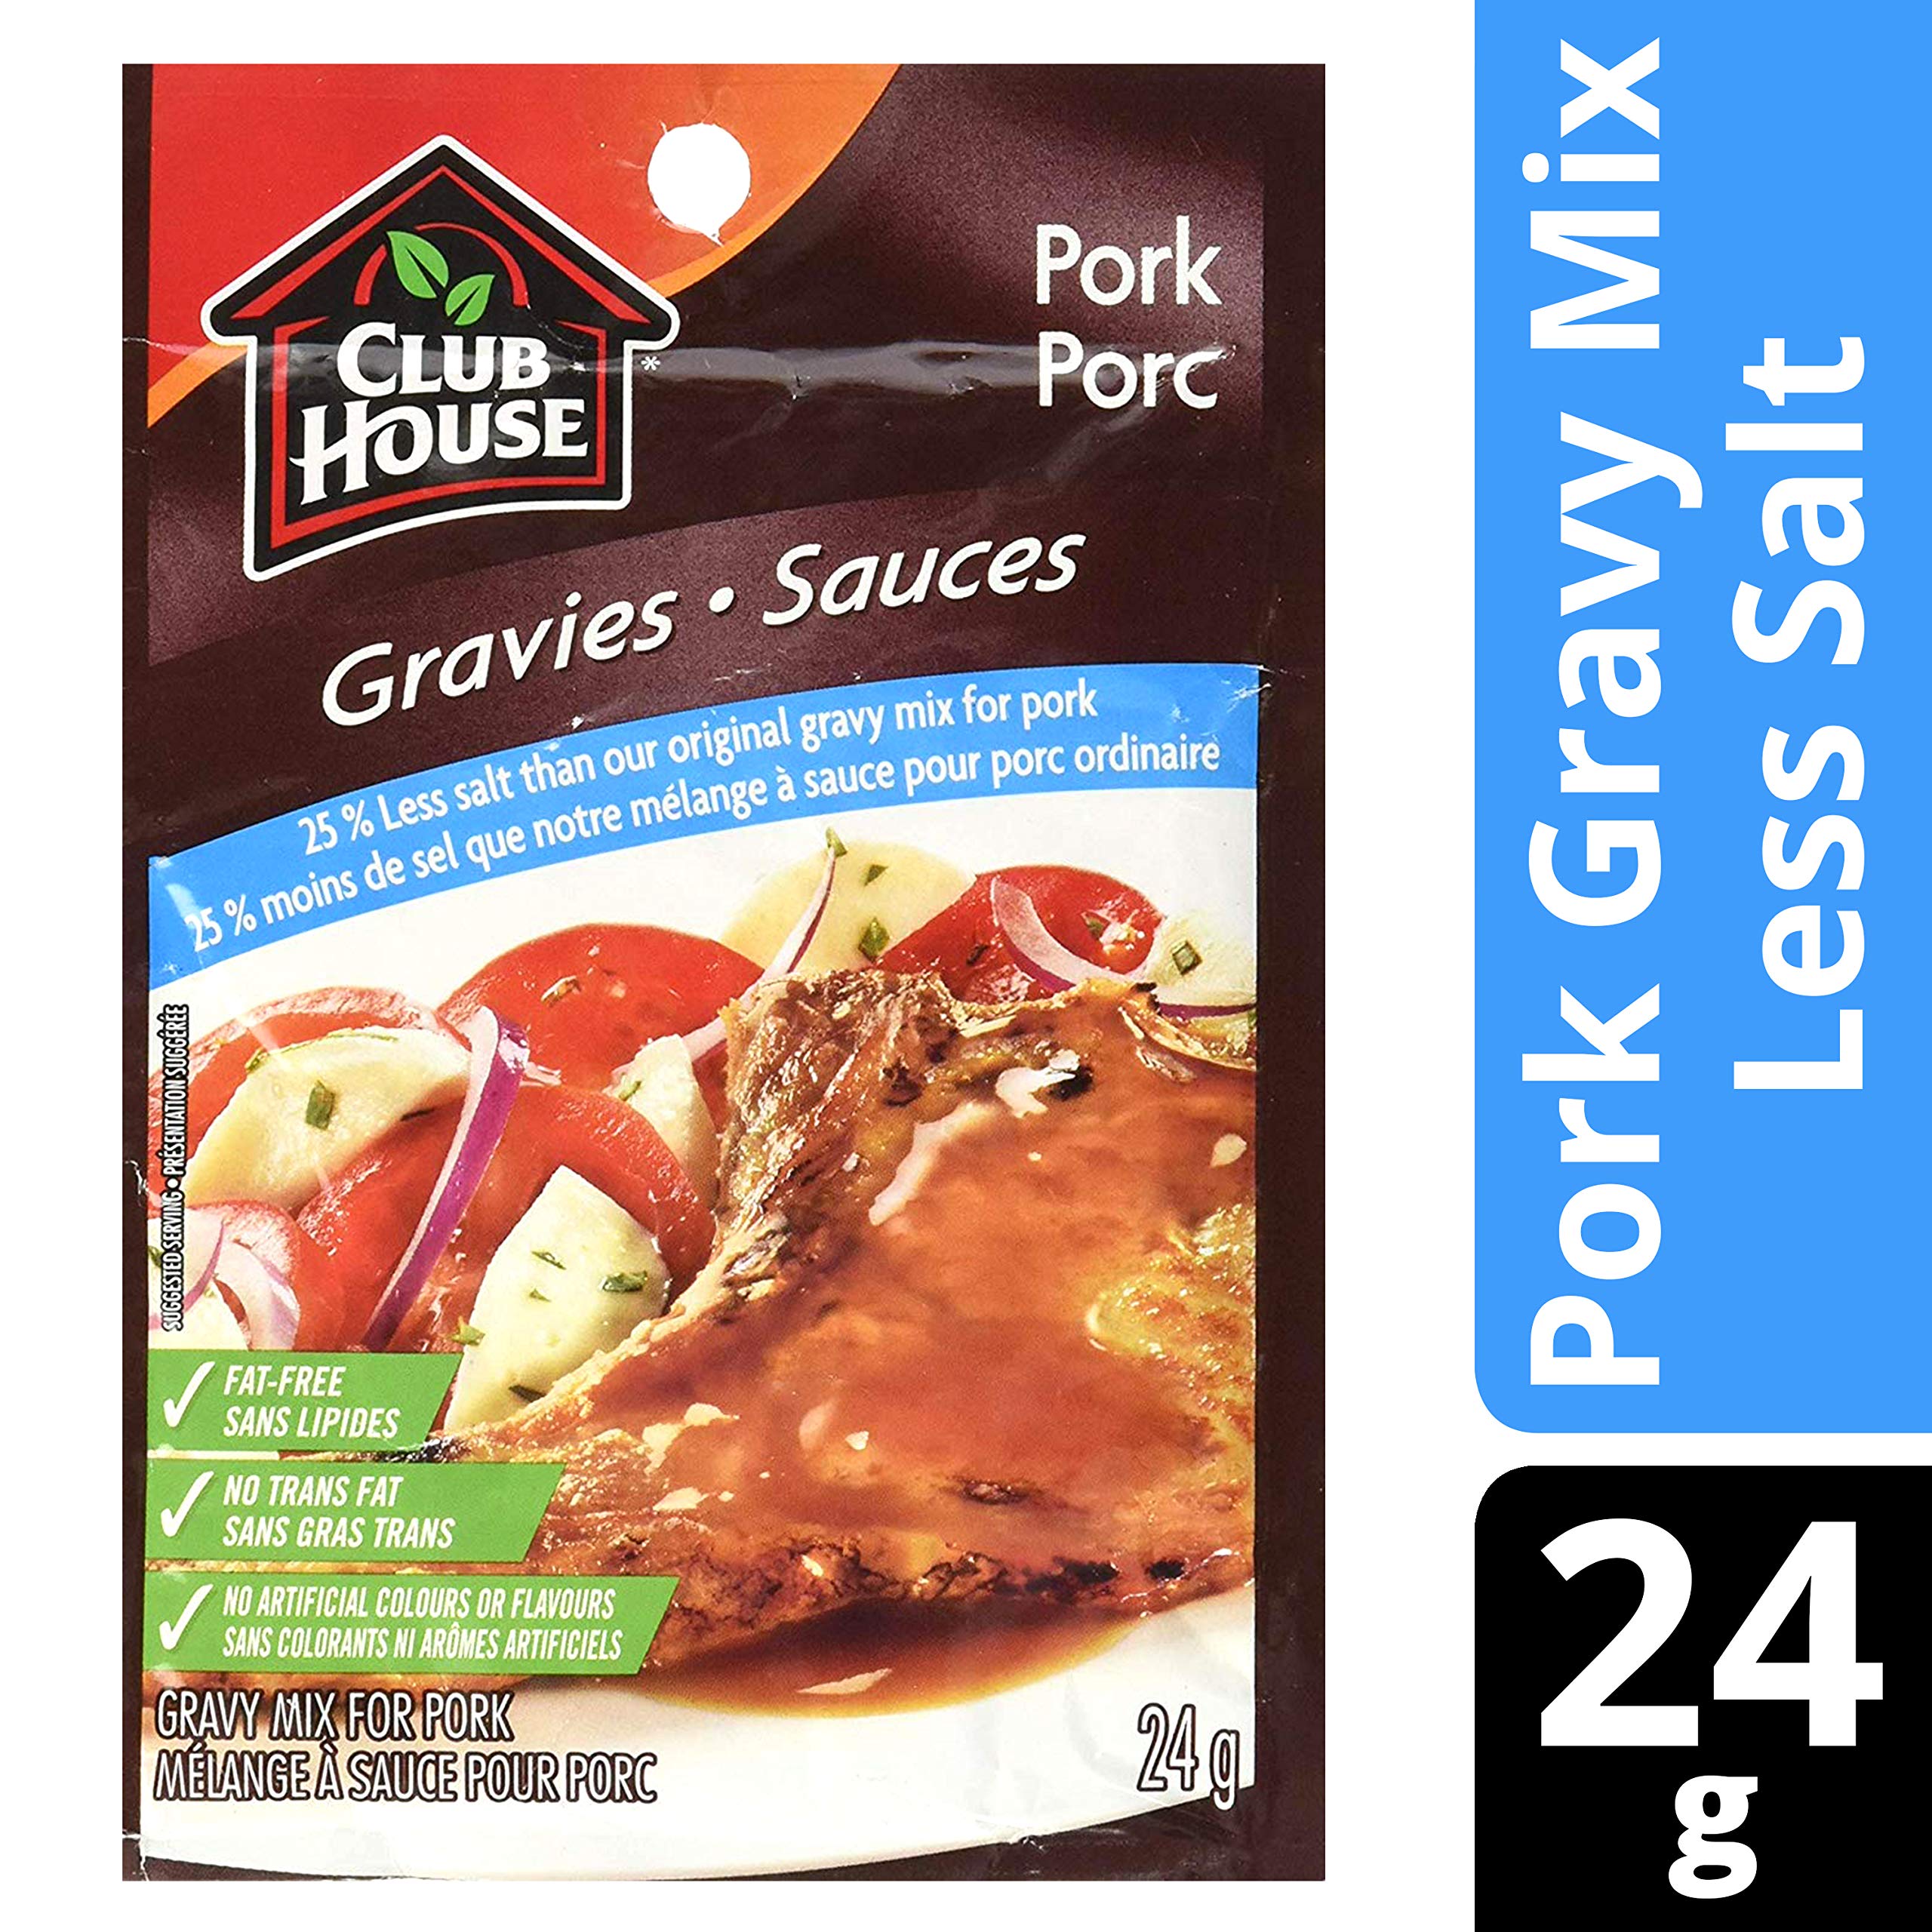 CLUB
HOUSE
*
Pork
Porc
Gravies • Sauces
25 % Less salt than our original gravy mix for pork
25 % moins de sel que notre mélange à sauce pour porc ordinaire
SUGGESTED SERVING • PRÉSENTATION SUGGÉRÉE
FAT-FREE
SANS LIPIDES
NO TRANS FAT
SANS GRAS TRANS
NO ARTIFICIAL COLOURS OR FLAVOURS
SANS COLORANTS NI ARÔMES ARTIFICIELS
GRAVY MIX FOR PORK
MÉLANGE À SAUCE POUR PORC
24 g
Pork Gravy Mix
Less Salt
24
g